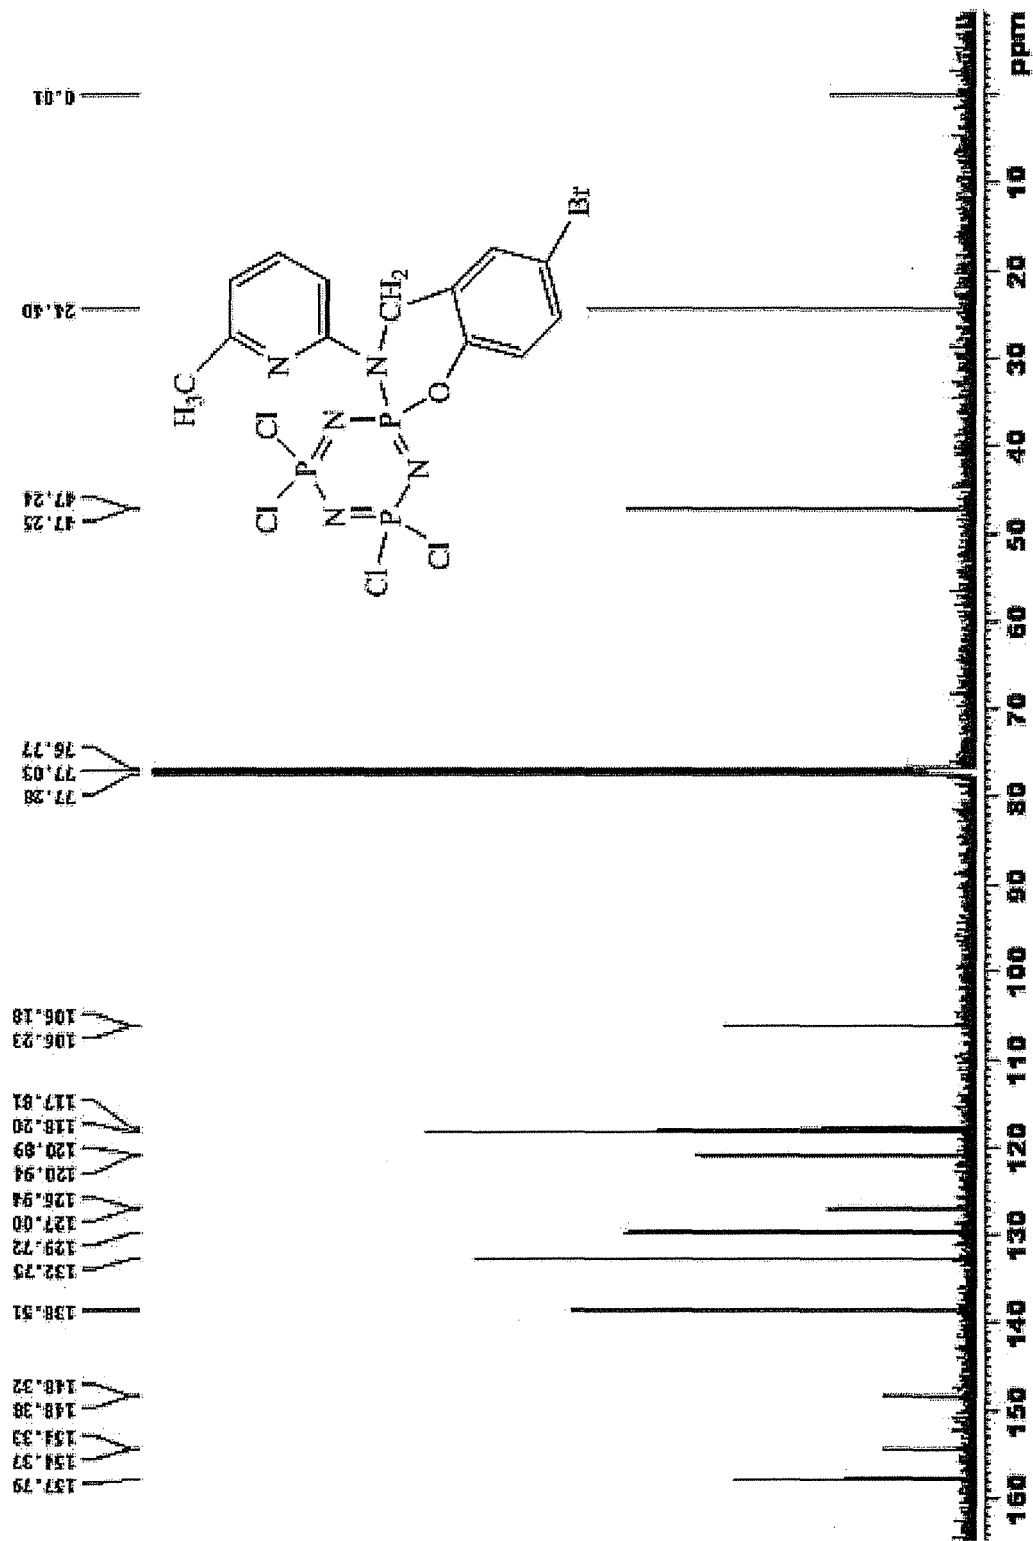 157.79
154.37
154.33
148.38
148.32
138.51
132.75
129.72
127.00
126.94
120.94
120.89
118.20
117.81
106.23
106.18
77.28
77.03
76.77
47.25
47.24
24.40
0.01
H₃C
N
Cl
Cl
P
N
N
CH₂
N
P
O
Cl
P
N
Cl
Br
160 150 140 130 120 110 100 90 80 70 60 50 40 30 20 10 ppm